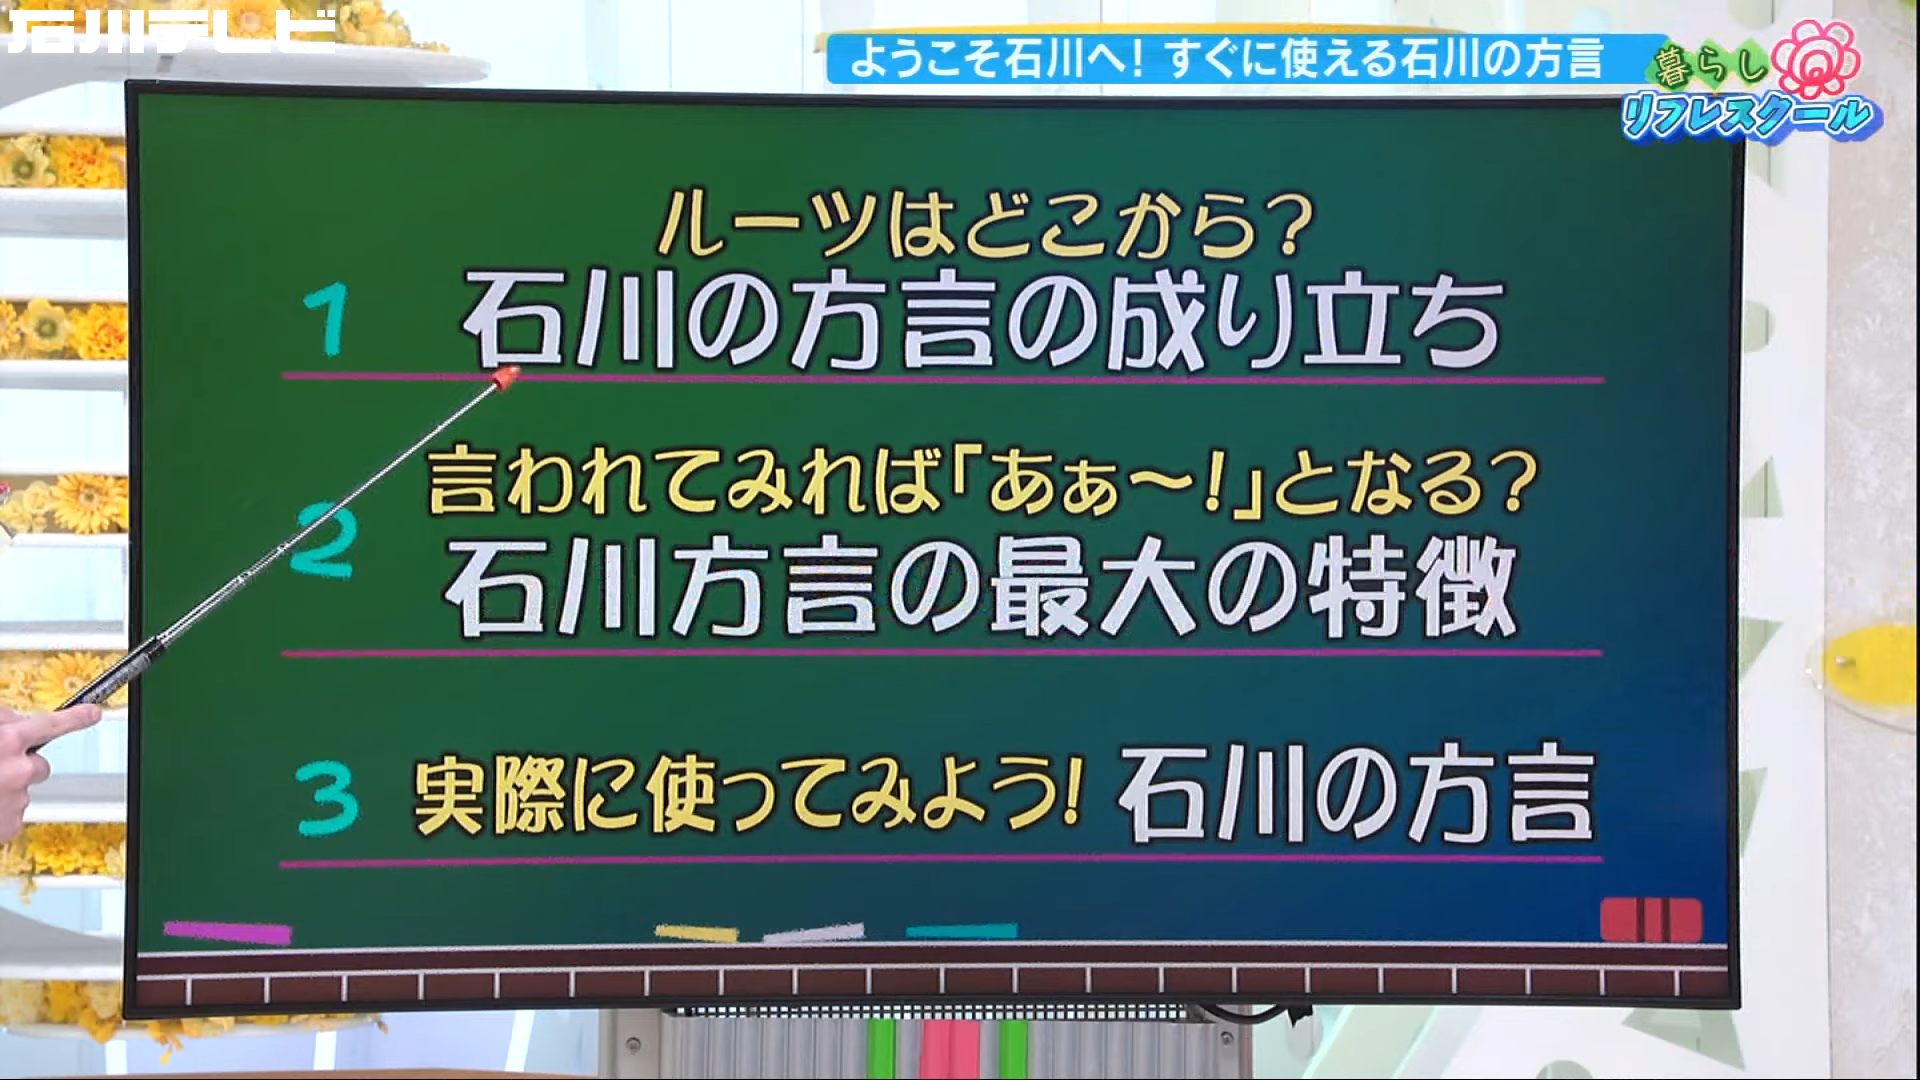 石川テレビ
ようこそ石川へ！すぐに使える石川の方言
暮らし
リフレスクール
ルーツはどこから？
1 石川の方言の成り立ち
言われてみれば「あぁ〜！」となる？
2 石川方言の最大の特徴
3 実際に使ってみよう！ 石川の方言